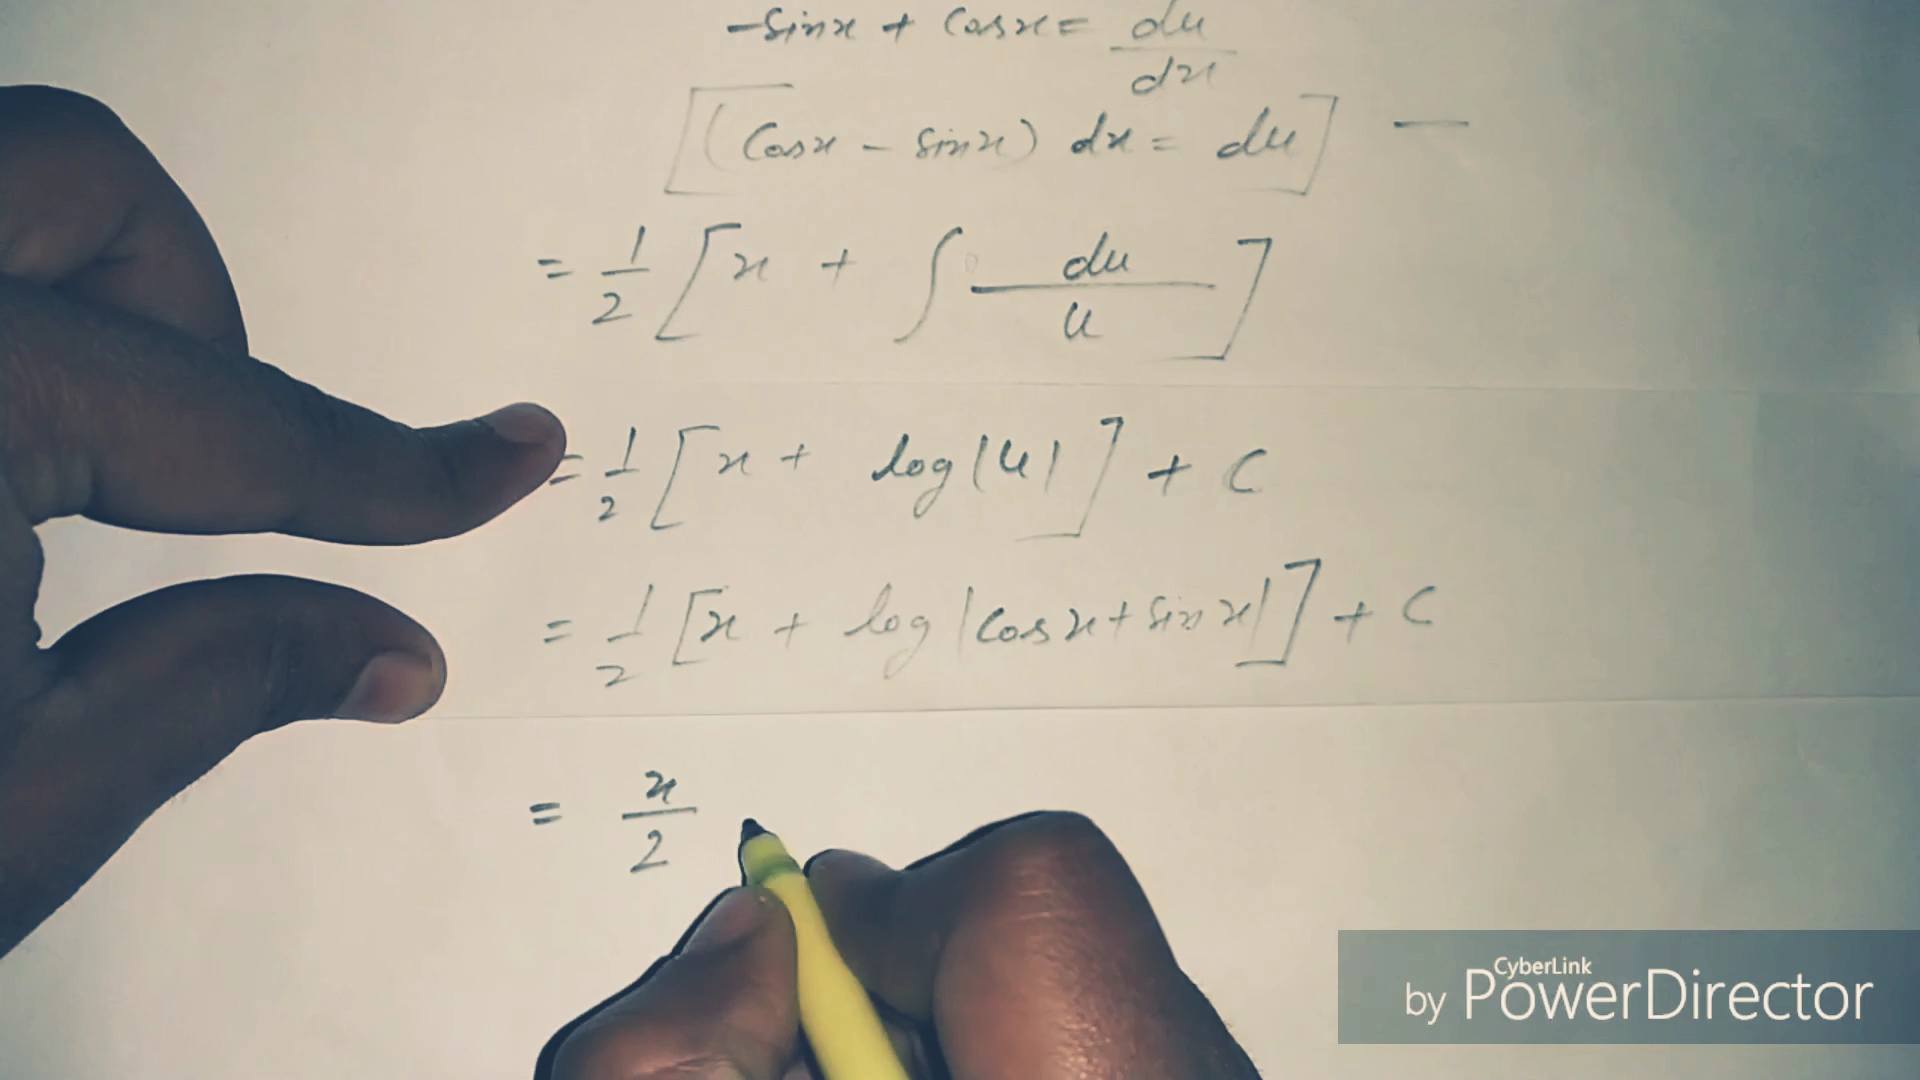 -sinx + cosx = du/dx
[(cosx - sinx) dx = du] —
= 1/2 [x + ∫ du/u]
= 1/2 [x + log|u|] + c
= 1/2 [x + log|cosx + sinx|] + c
= x/2
by CyberLink PowerDirector